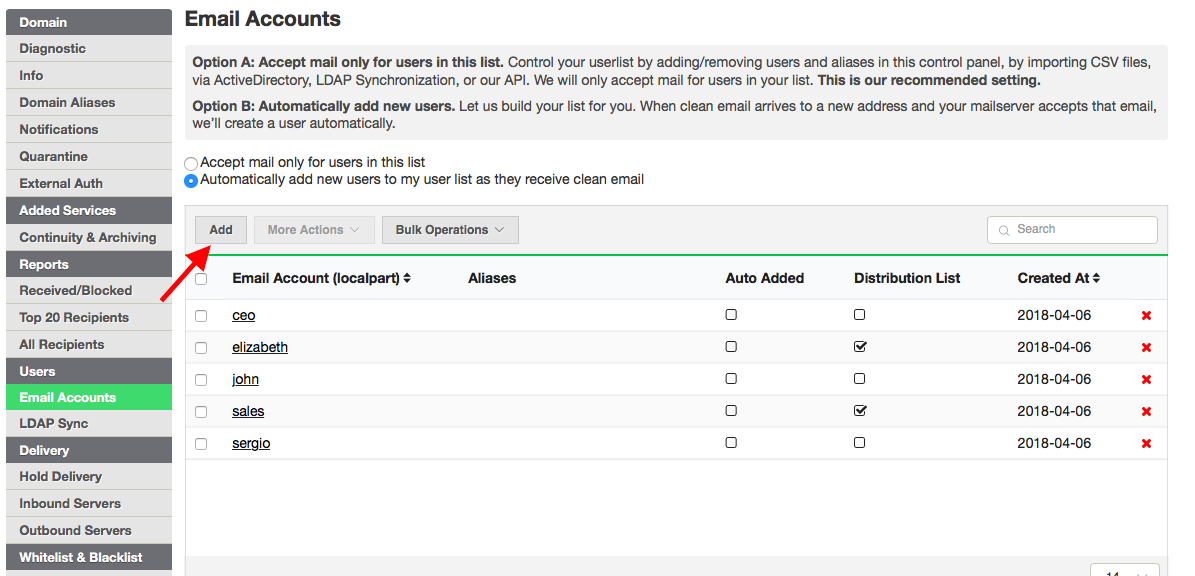 Domain
Diagnostic
Info
Domain Aliases
Notifications
Quarantine
External Auth
Added Services
Continuity & Archiving
Reports
Received/Blocked
Top 20 Recipients
All Recipients
Users
Email Accounts
LDAP Sync
Delivery
Hold Delivery
Inbound Servers
Outbound Servers
Whitelist & Blacklist
Email Accounts
Option A: Accept mail only for users in this list. Control your userlist by adding/removing users and aliases in this control panel, by importing CSV files,
via ActiveDirectory, LDAP Synchronization, or our API. We will only accept mail for users in your list. This is our recommended setting.
Option B: Automatically add new users. Let us build your list for you. When clean email arrives to a new address and your mailserver accepts that email,
we'll create a user automatically.
Accept mail only for users in this list
Automatically add new users to my user list as they receive clean email
Add More Actions Bulk Operations Search
Email Account (localpart) Aliases Auto Added Distribution List Created At
ceo 2018-04-06
elizabeth 2018-04-06
john 2018-04-06
sales 2018-04-06
sergio 2018-04-06